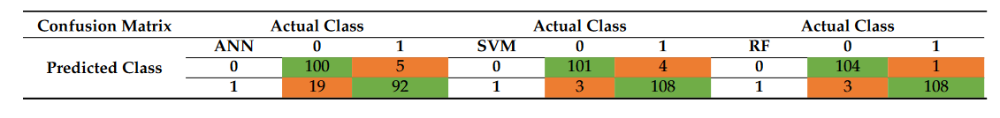 Confusion Matrix Actual Class Actual Class Actual Class
ANN 0 1 SVM 0 1 RF 0 1
Predicted Class 0 100 5 0 101 4 0 104 1
1 19 92 1 3 108 1 3 108